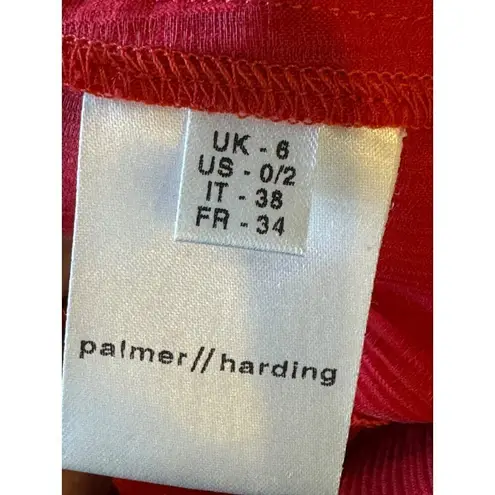 UK - 6
US - 0/2
IT - 38
FR - 34
palmer//harding